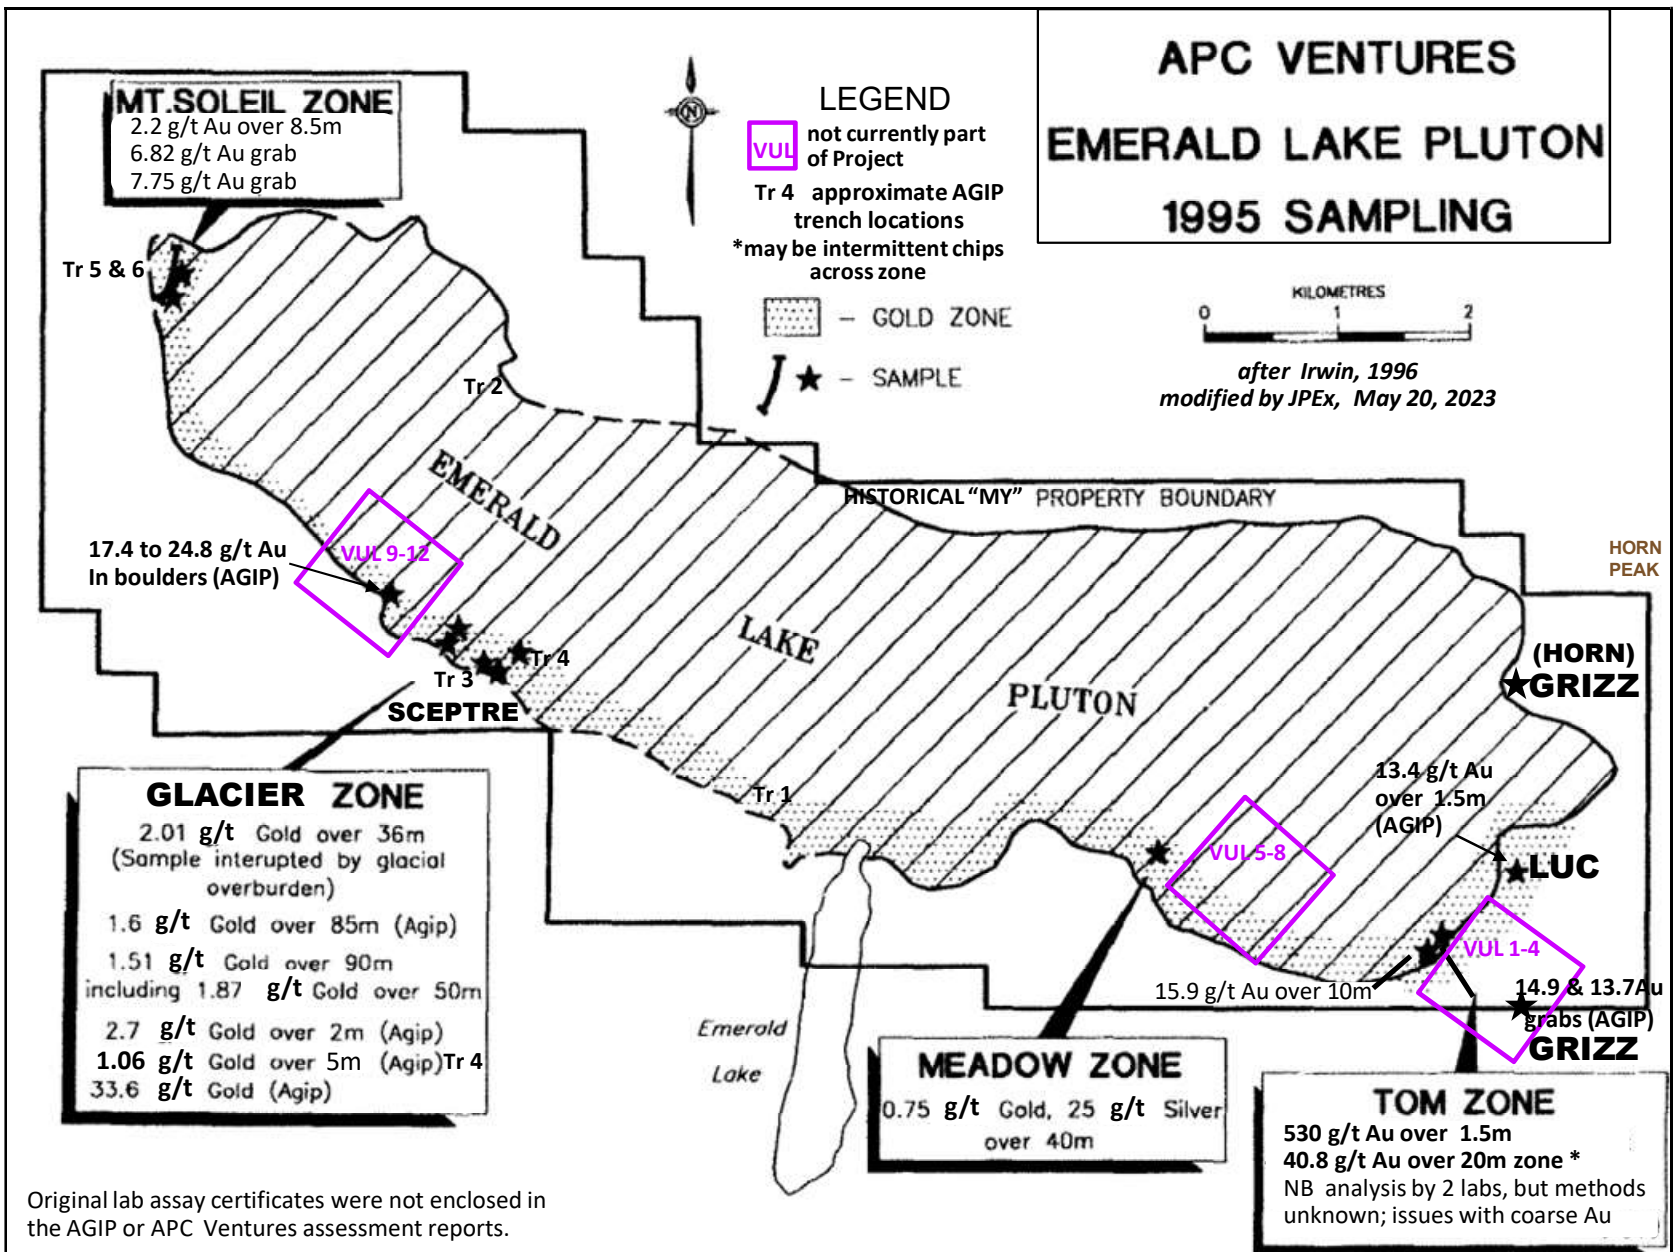 APC VENTURES
EMERALD LAKE PLUTON
1995 SAMPLING
MT.SOLEIL ZONE
2.2 g/t Au over 8.5m
6.82 g/t Au grab
7.75 g/t Au grab
N
LEGEND
VUL
not currently part
of Project
Tr 4 approximate AGIP
trench locations
*may be intermittent chips
across zone
– GOLD ZONE
– SAMPLE
KILOMETRES
0 1 2
after Irwin, 1996
modified by JPEx, May 20, 2023
Tr 5 & 6
Tr 2
EMERALD
LAKE
PLUTON
HISTORICAL “MY” PROPERTY BOUNDARY
HORN
PEAK
VUL 9-12
17.4 to 24.8 g/t Au
In boulders (AGIP)
Tr 4
Tr 3
SCEPTRE
(HORN)
GRIZZ
Tr 1
13.4 g/t Au
over 1.5m
(AGIP)
LUC
VUL 5-8
VUL 1-4
15.9 g/t Au over 10m
14.9 & 13.7Au
grabs (AGIP)
GRIZZ
GLACIER ZONE
2.01 g/t Gold over 36m
(Sample interupted by glacial
overburden)
1.6 g/t Gold over 85m (Agip)
1.51 g/t Gold over 90m
including 1.87 g/t Gold over 50m
2.7 g/t Gold over 2m (Agip)
1.06 g/t Gold over 5m (Agip)Tr 4
33.6 g/t Gold (Agip)
Emerald
Lake
MEADOW ZONE
0.75 g/t Gold, 25 g/t Silver
over 40m
TOM ZONE
530 g/t Au over 1.5m
40.8 g/t Au over 20m zone *
NB analysis by 2 labs, but methods
unknown; issues with coarse Au
Original lab assay certificates were not enclosed in
the AGIP or APC Ventures assessment reports.